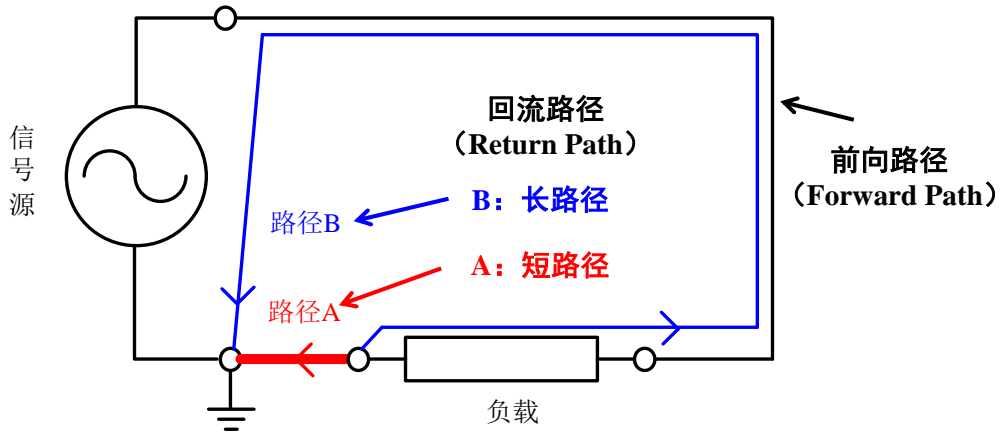 信
号
源
回流路径
（Return Path）
前向路径
（Forward Path）
B：长路径
路径B
A：短路径
路径A
负载